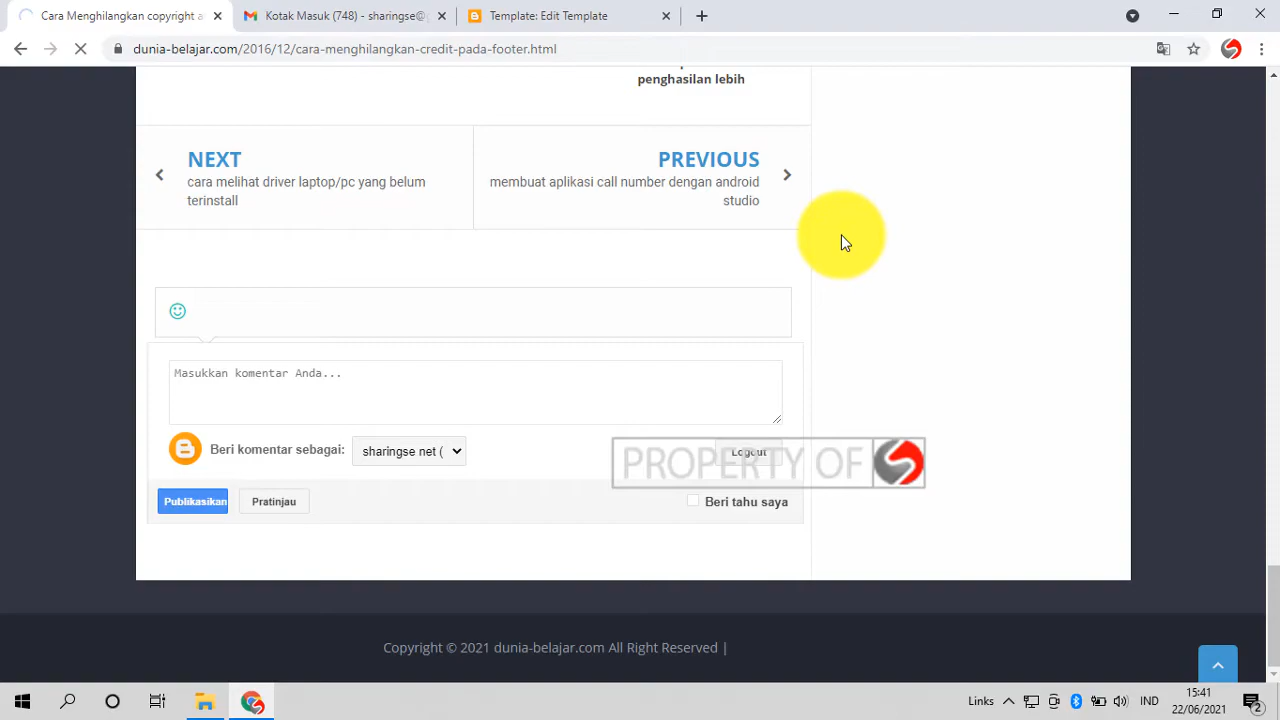 Cara Menghilangkan copyright a
Kotak Masuk (748) - sharingse@
Template: Edit Template
dunia-belajar.com/2016/12/cara-menghilangkan-credit-pada-footer.html
penghasilan lebih
NEXT
cara melihat driver laptop/pc yang belum
terinstall
PREVIOUS
membuat aplikasi call number dengan android
studio
Masukkan komentar Anda...
Beri komentar sebagai:
sharingse net (
Logout
PROPERTY OF
Publikasikan
Pratinjau
Beri tahu saya
Copyright © 2021 dunia-belajar.com All Right Reserved |
Links
IND
15:41
22/06/2021
2